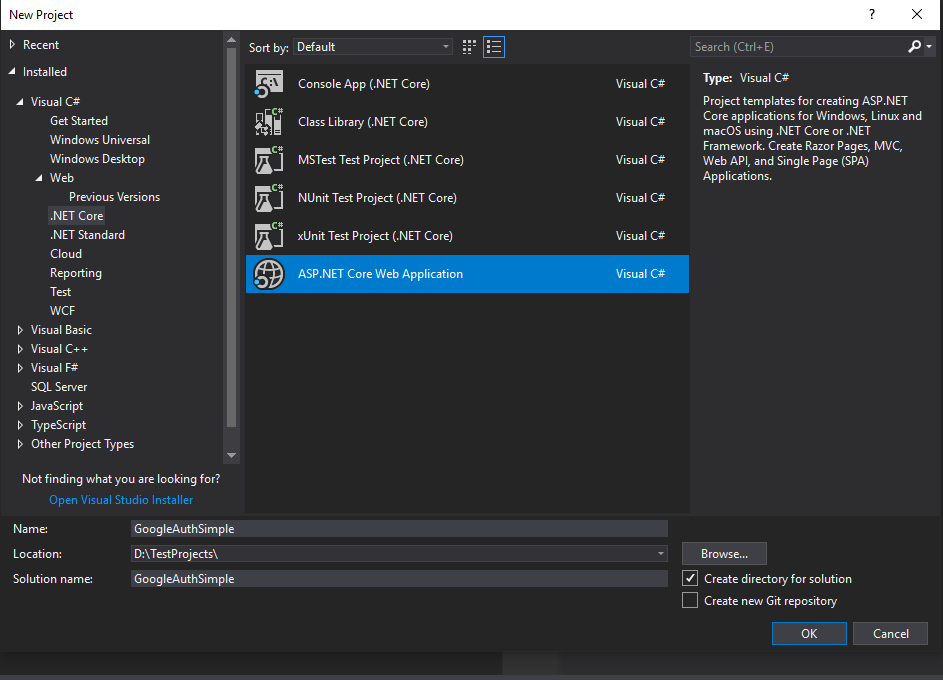 New Project
?
Recent
Installed
Visual C#
Get Started
Windows Universal
Windows Desktop
Web
Previous Versions
.NET Core
.NET Standard
Cloud
Reporting
Test
WCF
Visual Basic
Visual C++
Visual F#
SQL Server
JavaScript
TypeScript
Other Project Types
Not finding what you are looking for?
Open Visual Studio Installer
Sort by: Default
Console App (.NET Core) Visual C#
Class Library (.NET Core) Visual C#
MSTest Test Project (.NET Core) Visual C#
NUnit Test Project (.NET Core) Visual C#
xUnit Test Project (.NET Core) Visual C#
ASP.NET Core Web Application Visual C#
Search (Ctrl+E)
Type: Visual C#
Project templates for creating ASP.NET
Core applications for Windows, Linux and
macOS using .NET Core or .NET
Framework. Create Razor Pages, MVC,
Web API, and Single Page (SPA)
Applications.
Name: GoogleAuthSimple
Location: D:\TestProjects\
Browse...
Solution name: GoogleAuthSimple
Create directory for solution
Create new Git repository
OK Cancel